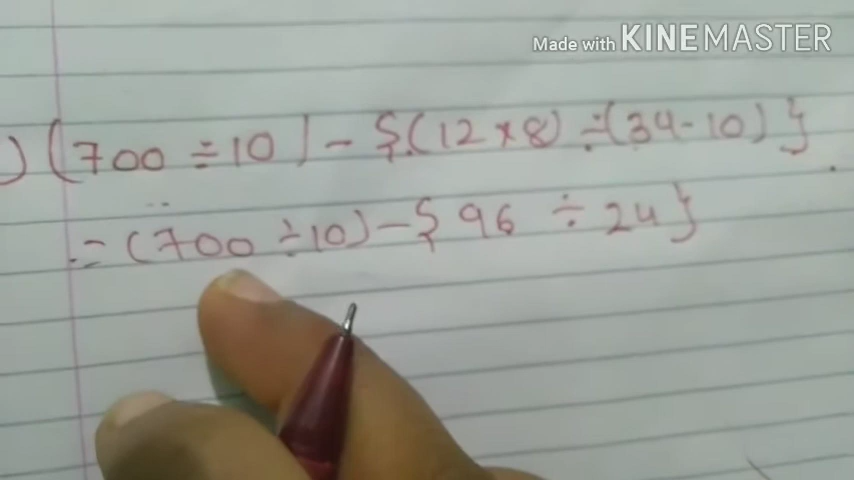 Made with KINEMASTER
) (700 ÷ 10) - {(12 × 8) ÷ (34 - 10)}
= (700 ÷ 10) - {96 ÷ 24}